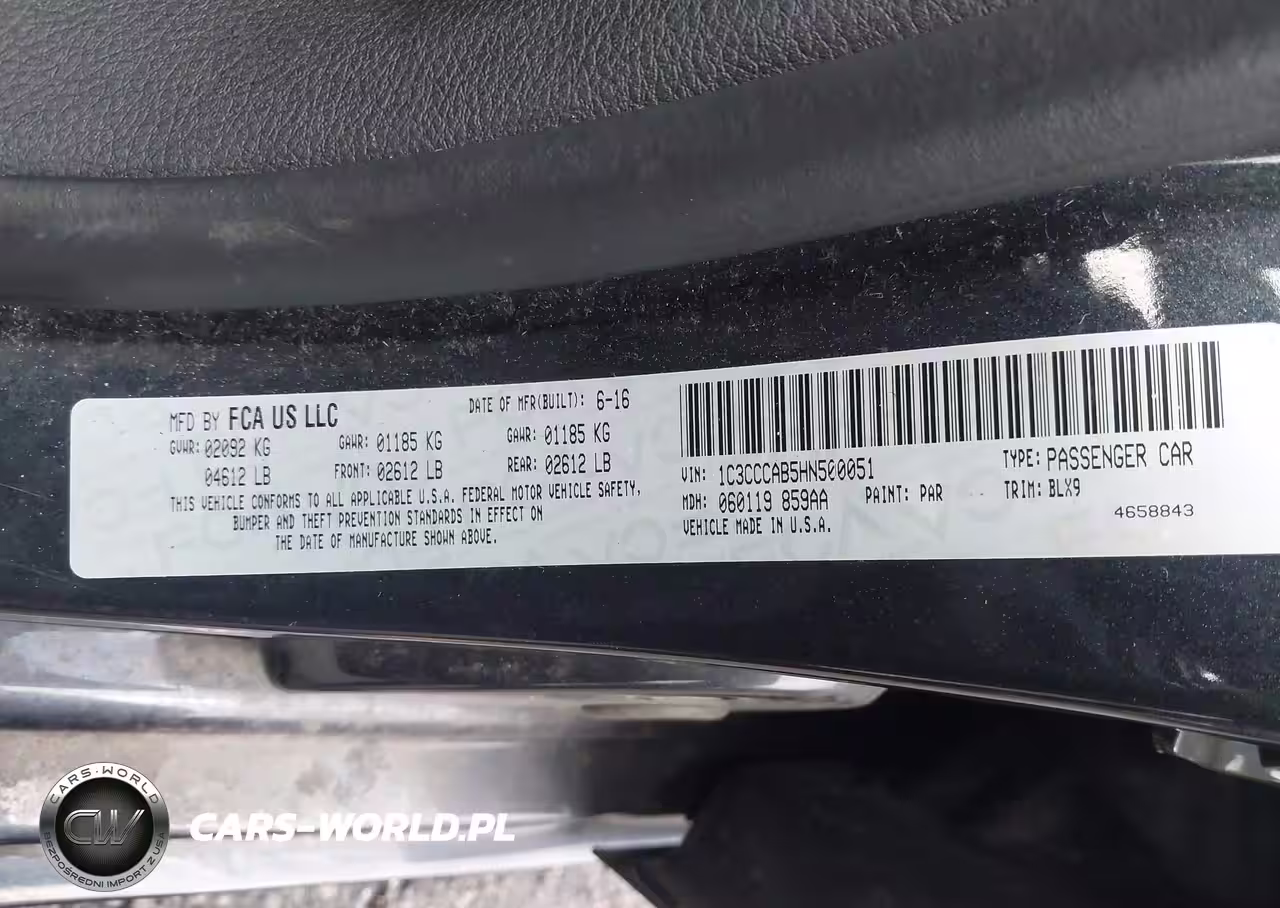 MFD BY FCA US LLC DATE OF MFR(BUILT): 6-16
GVWR: 02092 KG GAWR: 01185 KG GAWR: 01185 KG
04612 LB FRONT: 02612 LB REAR: 02612 LB
THIS VEHICLE CONFORMS TO ALL APPLICABLE U.S.A. FEDERAL MOTOR VEHICLE SAFETY,
BUMPER AND THEFT PREVENTION STANDARDS IN EFFECT ON
THE DATE OF MANUFACTURE SHOWN ABOVE.
VIN: 1C3CCCAB5HN500051 TYPE: PASSENGER CAR
MDH: 060119 859AA PAINT: PAR TRIM: BLX9
VEHICLE MADE IN U.S.A. 4658843
CARS-WORLD
CW
BEZPOŚREDNI IMPORT Z USA
CARS-WORLD.PL